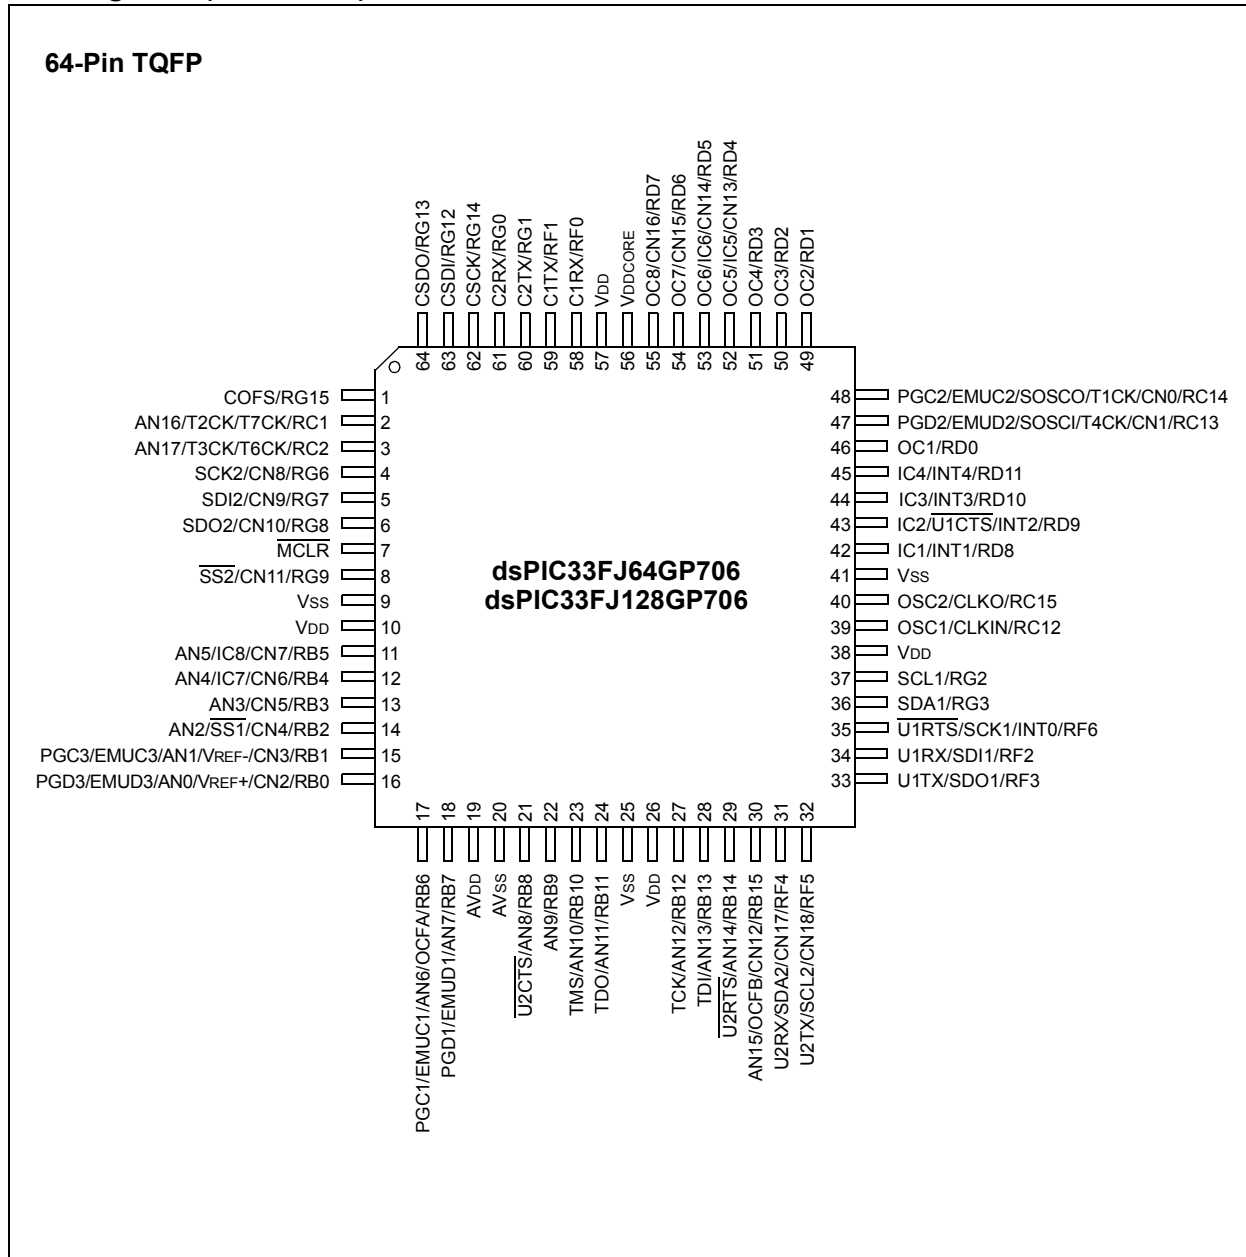 64-Pin TQFP
CSDO/RG13
CSDI/RG12
CSCK/RG14
C2RX/RG0
C2TX/RG1
C1TX/RF1
C1RX/RF0
VDD
VDDCORE
OC8/CN16/RD7
OC7/CN15/RD6
OC6/IC6/CN14/RD5
OC5/IC5/CN13/RD4
OC4/RD3
OC3/RD2
OC2/RD1
64
63
62
61
60
59
58
57
56
55
54
53
52
51
50
49
COFS/RG15 1
AN16/T2CK/T7CK/RC1 2
AN17/T3CK/T6CK/RC2 3
SCK2/CN8/RG6 4
SDI2/CN9/RG7 5
SDO2/CN10/RG8 6
MCLR 7
SS2/CN11/RG9 8
VSS 9
VDD 10
AN5/IC8/CN7/RB5 11
AN4/IC7/CN6/RB4 12
AN3/CN5/RB3 13
AN2/SS1/CN4/RB2 14
PGC3/EMUC3/AN1/VREF-/CN3/RB1 15
PGD3/EMUD3/AN0/VREF+/CN2/RB0 16
dsPIC33FJ64GP706
dsPIC33FJ128GP706
48 PGC2/EMUC2/SOSCO/T1CK/CN0/RC14
47 PGD2/EMUD2/SOSCI/T4CK/CN1/RC13
46 OC1/RD0
45 IC4/INT4/RD11
44 IC3/INT3/RD10
43 IC2/U1CTS/INT2/RD9
42 IC1/INT1/RD8
41 VSS
40 OSC2/CLKO/RC15
39 OSC1/CLKIN/RC12
38 VDD
37 SCL1/RG2
36 SDA1/RG3
35 U1RTS/SCK1/INT0/RF6
34 U1RX/SDI1/RF2
33 U1TX/SDO1/RF3
17
18
19
20
21
22
23
24
25
26
27
28
29
30
31
32
PGC1/EMUC1/AN6/OCFA/RB6
PGD1/EMUD1/AN7/RB7
AVDD
AVSS
U2CTS/AN8/RB8
AN9/RB9
TMS/AN10/RB10
TDO/AN11/RB11
VSS
VDD
TCK/AN12/RB12
TDI/AN13/RB13
U2RTS/AN14/RB14
AN15/OCFB/CN12/RB15
U2RX/SDA2/CN17/RF4
U2TX/SCL2/CN18/RF5